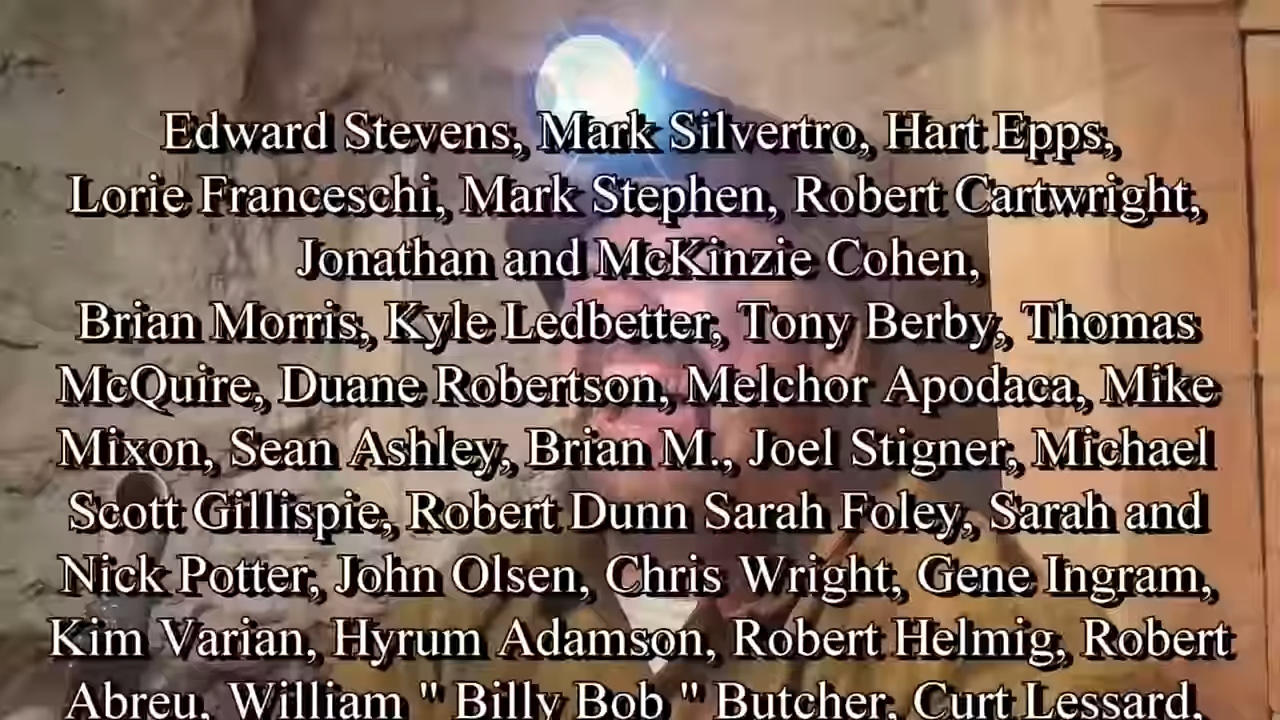 Edward Stevens, Mark Silvertro, Hart Epps,
Lorie Franceschi, Mark Stephen, Robert Cartwright,
Jonathan and McKinzie Cohen,
Brian Morris, Kyle Ledbetter, Tony Berby, Thomas
McQuire, Duane Robertson, Melchor Apodaca, Mike
Mixon, Sean Ashley, Brian M., Joel Stigner, Michael
Scott Gillispie, Robert Dunn Sarah Foley, Sarah and
Nick Potter, John Olsen, Chris Wright, Gene Ingram,
Kim Varian, Hyrum Adamson, Robert Helmig, Robert
Abreu, William " Billy Bob " Butcher, Curt Lessard,